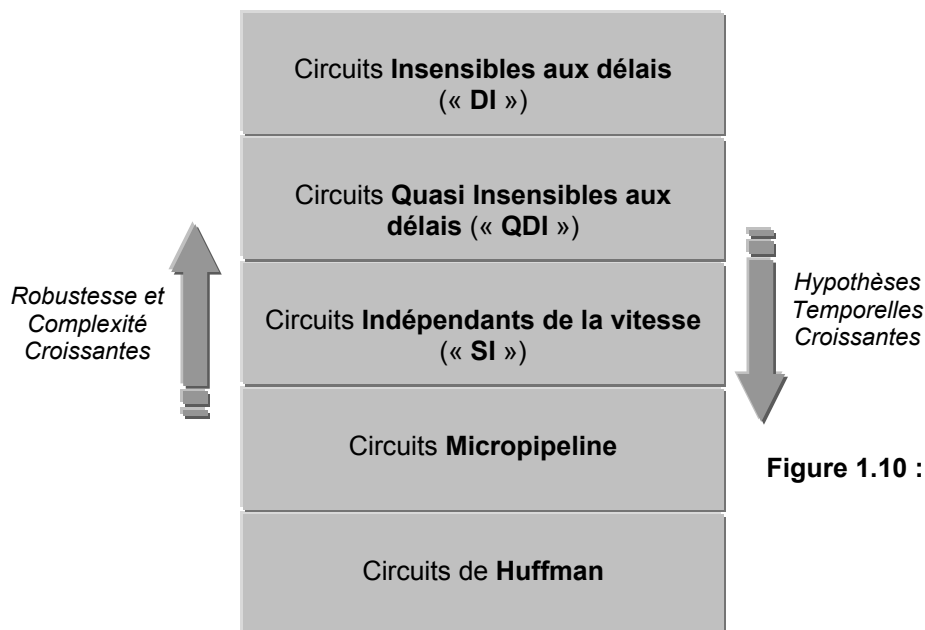 Circuits Insensibles aux délais
(« DI »)
Circuits Quasi Insensibles aux
délais (« QDI »)
Robustesse et
Complexité
Croissantes
Circuits Indépendants de la vitesse
(« SI »)
Hypothèses
Temporelles
Croissantes
Circuits Micropipeline
Figure 1.10 :
Circuits de Huffman